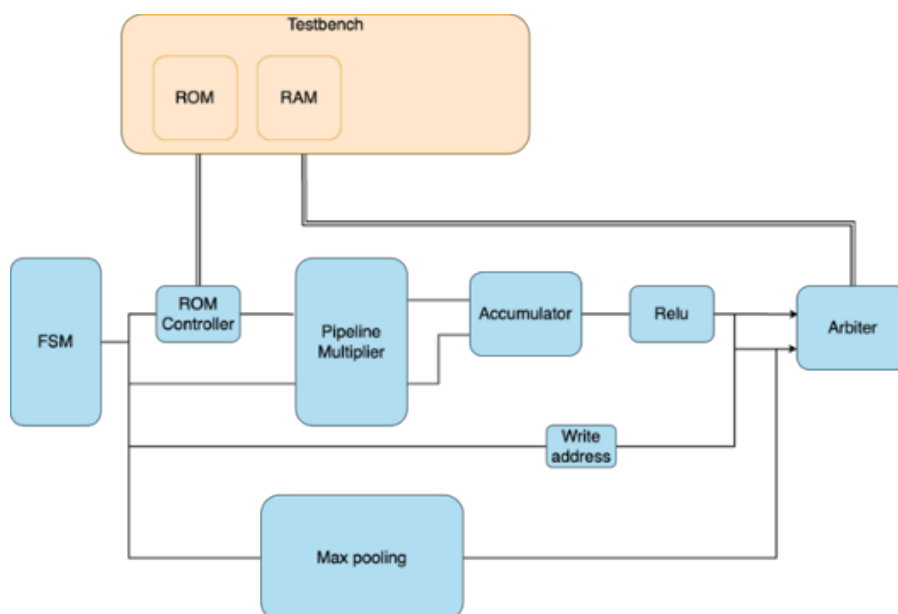 Testbench
ROM
RAM
FSM
ROM
Controller
Pipeline
Multiplier
Accumulator
Relu
Arbiter
Write
address
Max pooling